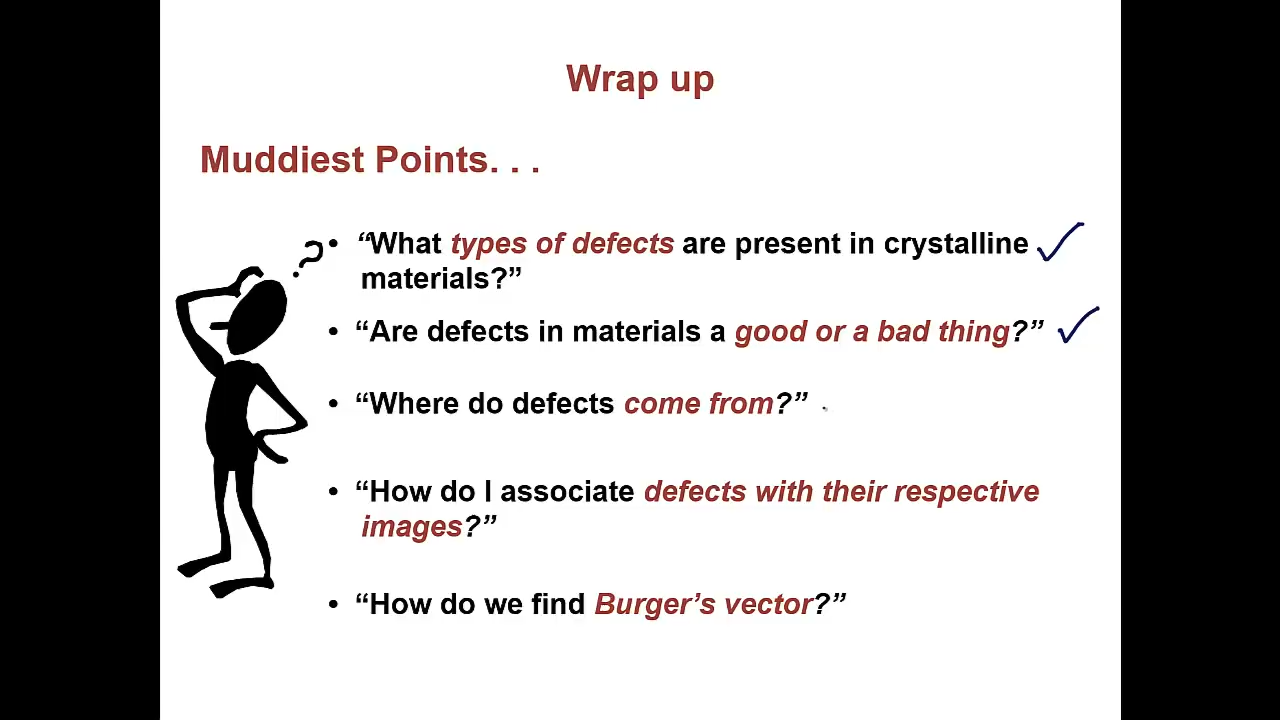 Wrap up
Muddiest Points. . .
• “What types of defects are present in crystalline
materials?”
• “Are defects in materials a good or a bad thing?”
• “Where do defects come from?”
• “How do I associate defects with their respective
images?”
• “How do we find Burger’s vector?”